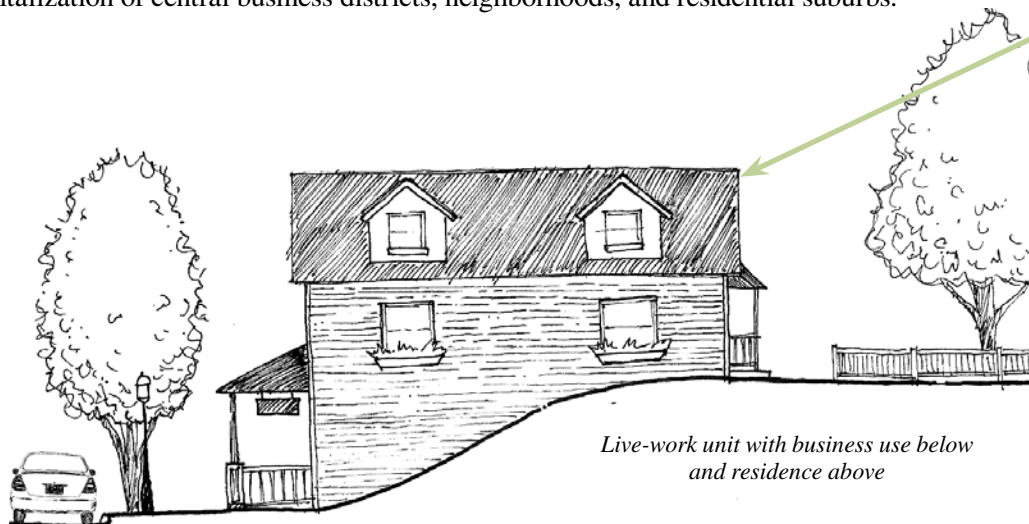 italization of central business districts, neighborhoods, and residential suburbs.
Live-work unit with business use below
and residence above